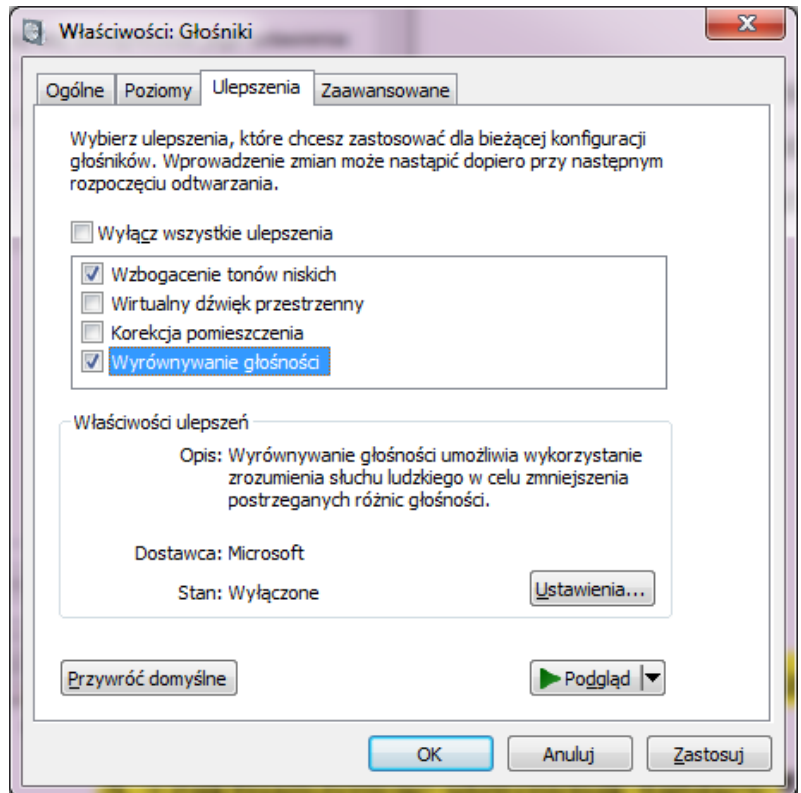 Właściwości: Głośniki
Ogólne Poziomy Ulepszenia Zaawansowane
Wybierz ulepszenia, które chcesz zastosować dla bieżącej konfiguracji
głośników. Wprowadzenie zmian może nastąpić dopiero przy następnym
rozpoczęciu odtwarzania.
Wyłącz wszystkie ulepszenia
Wzbogacenie tonów niskich
Wirtualny dźwięk przestrzenny
Korekcja pomieszczenia
Wyrównywanie głośności
Właściwości ulepszeń
Opis: Wyrównywanie głośności umożliwia wykorzystanie
zrozumienia słuchu ludzkiego w celu zmniejszenia
postrzeganych różnic głośności.
Dostawca: Microsoft
Stan: Wyłączone
Ustawienia...
Przywróć domyślne
Podgląd
OK Anuluj Zastosuj